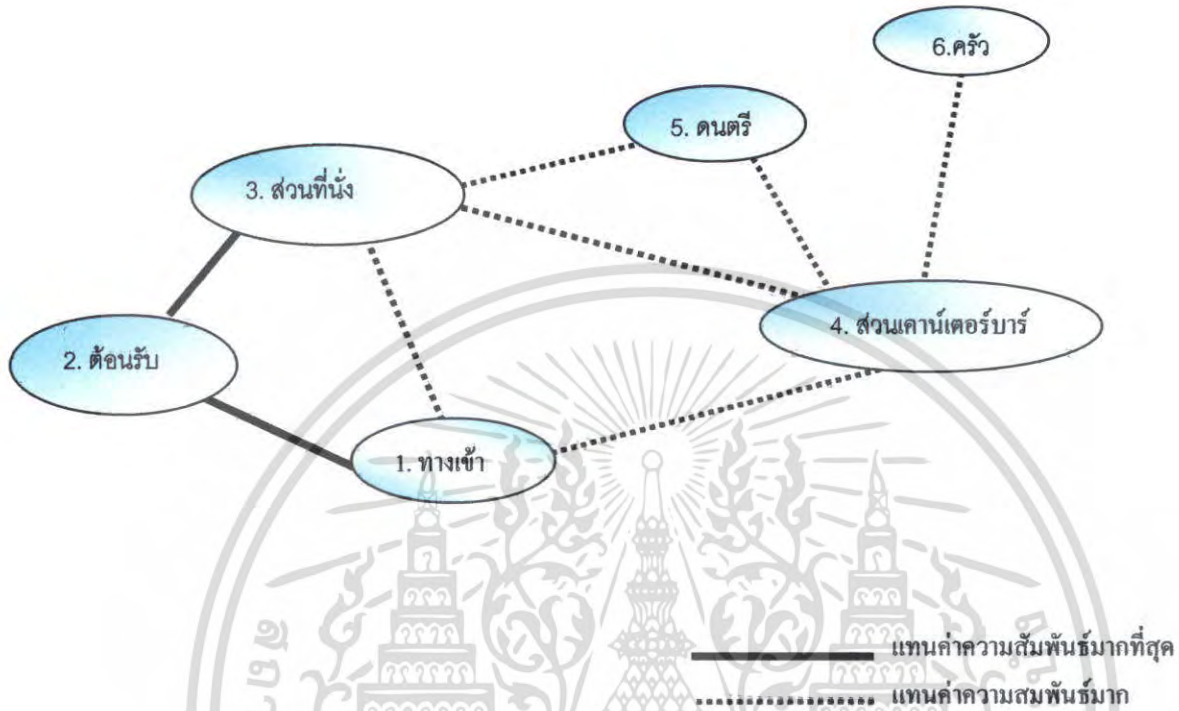 6.ครัว
5. ดนตรี
3. ส่วนที่นั่ง
4. ส่วนเคาน์เตอร์บาร์
2. ต้อนรับ
1. ทางเข้า
แทนค่าความสัมพันธ์มากที่สุด
แทนค่าความสมพันธ์มาก